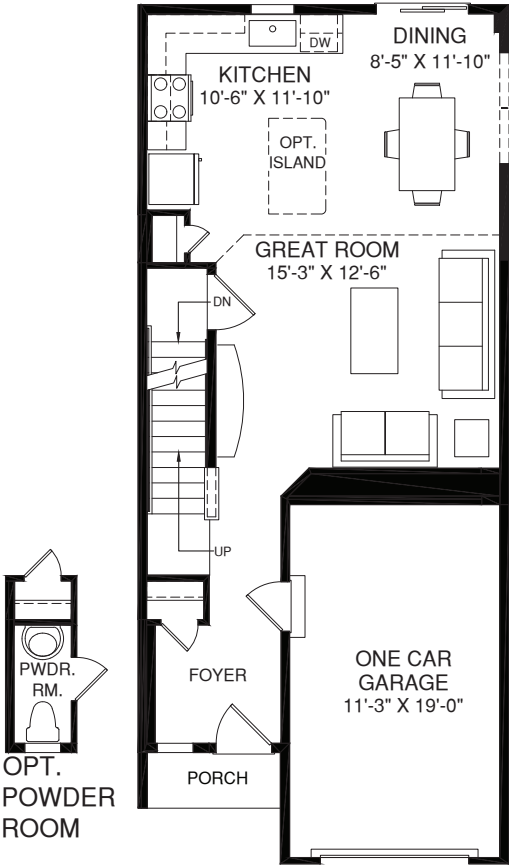 DINING
8'-5" X 11'-10"
DW
KITCHEN
10'-6" X 11'-10"
OPT.
ISLAND
GREAT ROOM
15'-3" X 12'-6"
DN
UP
FOYER
PORCH
ONE CAR
GARAGE
11'-3" X 19'-0"
PWDR.
RM.
OPT.
POWDER
ROOM